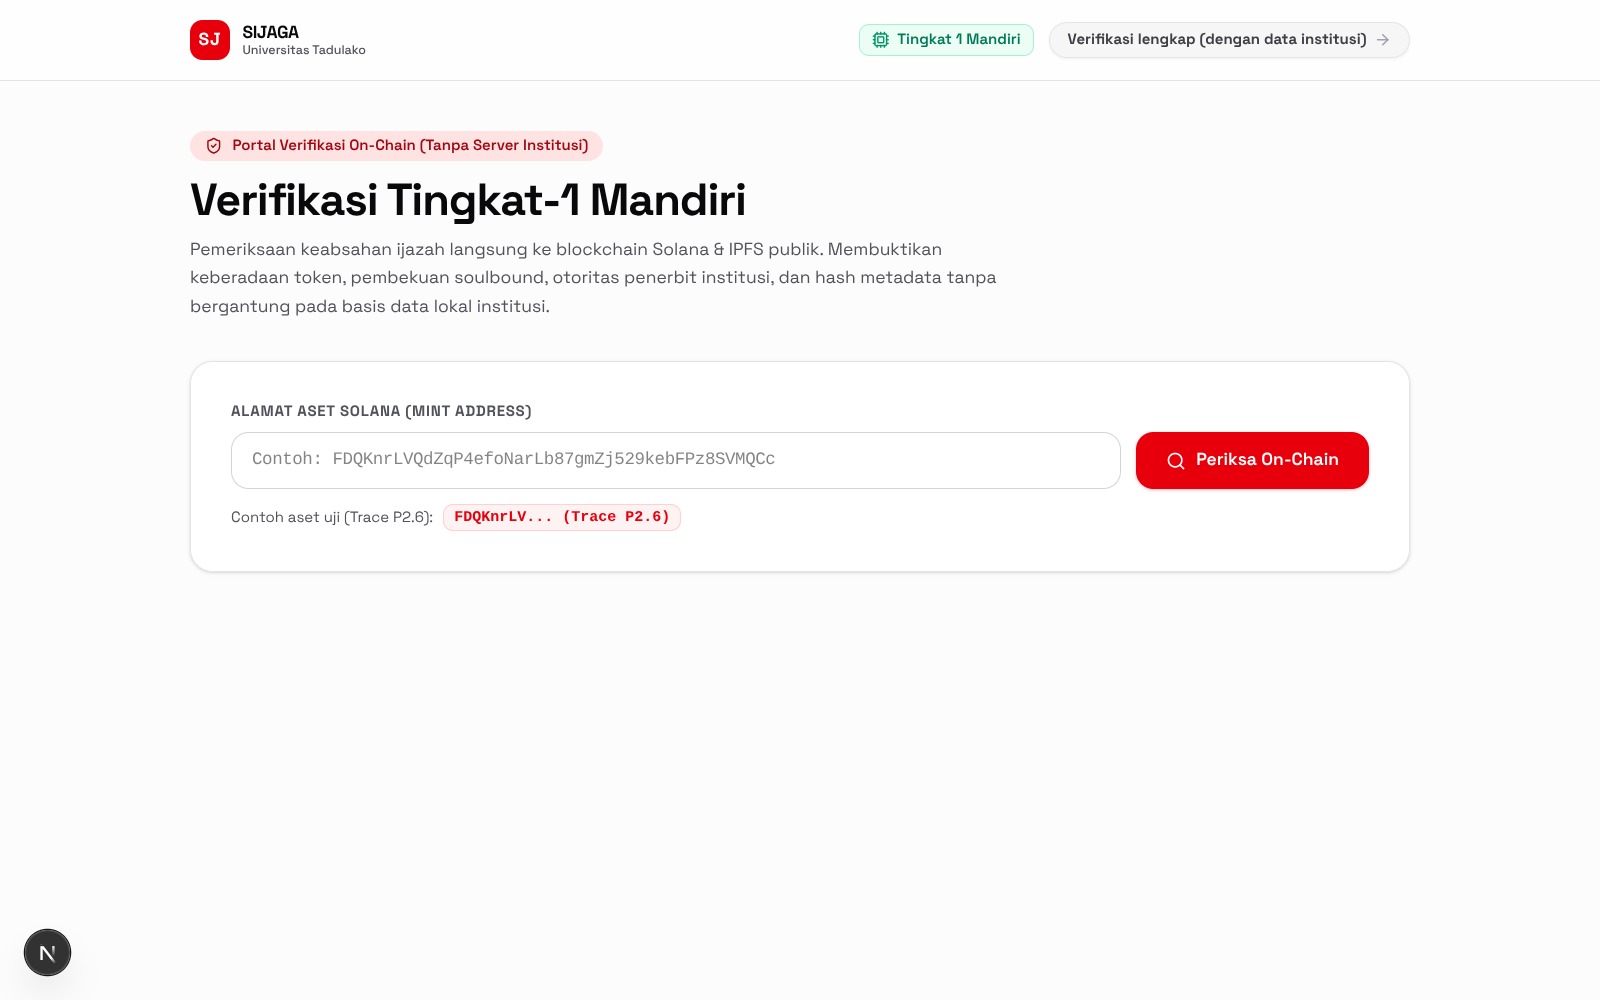 SJ
SIJAGA
Universitas Tadulako
Tingkat 1 Mandiri
Verifikasi lengkap (dengan data institusi)
Portal Verifikasi On-Chain (Tanpa Server Institusi)
Verifikasi Tingkat-1 Mandiri
Pemeriksaan keabsahan ijazah langsung ke blockchain Solana & IPFS publik. Membuktikan
keberadaan token, pembekuan soulbound, otoritas penerbit institusi, dan hash metadata tanpa
bergantung pada basis data lokal institusi.
ALAMAT ASET SOLANA (MINT ADDRESS)
Contoh: FDQKnrLVQdZqP4efoNarLb87gmZj529kebFPz8SVMQCc
Periksa On-Chain
Contoh aset uji (Trace P2.6):
FDQKnrLV... (Trace P2.6)
N